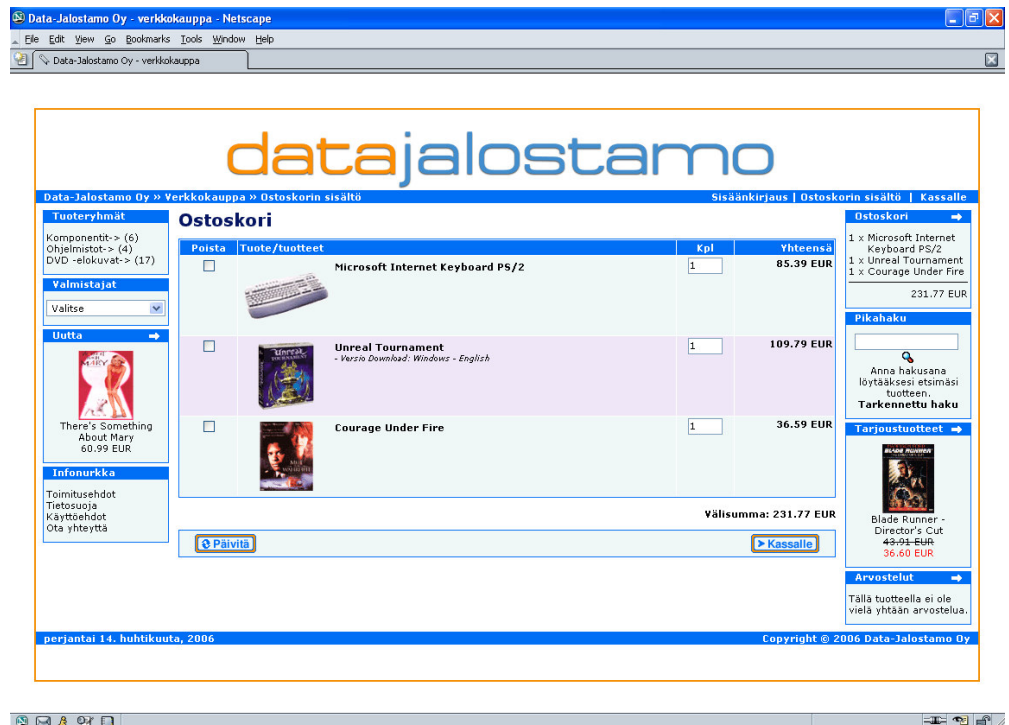 Data-Jalostamo Oy - verkkokauppa - Netscape
File Edit View Go Bookmarks Tools Window Help
Data-Jalostamo Oy - verkkokauppa
datajalostamo
Data-Jalostamo Oy » Verkkokauppa » Ostoskorin sisältö
Sisäänkirjaus | Ostoskorin sisältö | Kassalle
Tuoteryhmät
Komponentit-> (6)
Ohjelmistot-> (4)
DVD -elokuvat-> (17)
Valmistajat
Valitse
Uutta
There's Something
About Mary
60.99 EUR
Infonurkka
Toimitusehdot
Tietosuoja
Käyttöehdot
Ota yhteyttä
Ostoskori
Poista Tuote/tuotteet Kpl Yhteensä
Microsoft Internet Keyboard PS/2 1 85.39 EUR
Unreal Tournament 1 109.79 EUR
- Versio Download: Windows - English
Courage Under Fire 1 36.59 EUR
Välisumma: 231.77 EUR
Päivitä
Kassalle
Ostoskori
1 x Microsoft Internet
Keyboard PS/2
1 x Unreal Tournament
1 x Courage Under Fire
231.77 EUR
Pikahaku
Anna hakusana
löytääksesi etsimäsi
tuotteen.
Tarkennettu haku
Tarjoustuotteet
BLADE RUNNER
Blade Runner -
Director's Cut
43.91 EUR
36.60 EUR
Arvostelut
Tällä tuotteella ei ole
vielä yhtään arvostelua.
perjantai 14. huhtikuuta, 2006
Copyright © 2006 Data-Jalostamo Oy